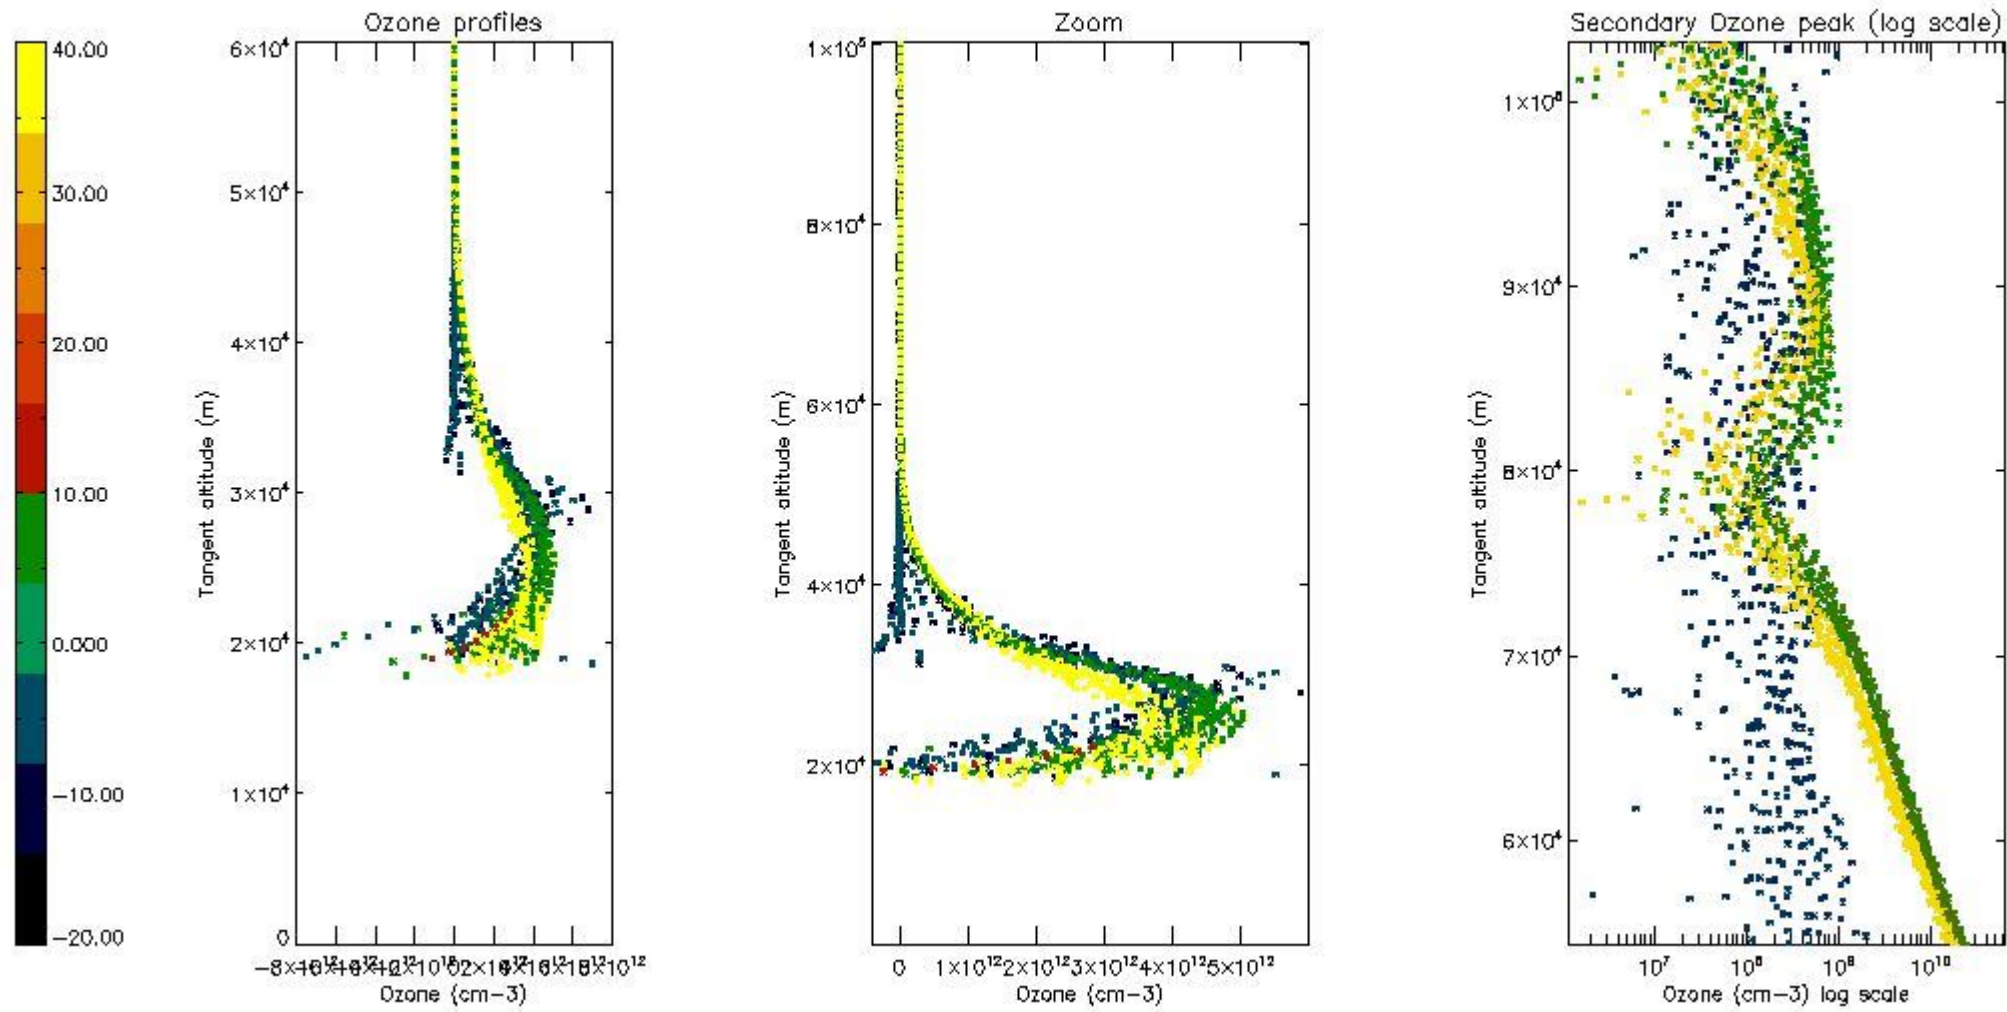 Ozone profiles
Zoom
Secondary Ozone peak (log scale)
40.00
30.00
20.00
10.00
0.000
−10.00
−20.00
6×10⁴
5×10⁴
4×10⁴
3×10⁴
2×10⁴
1×10⁴
0
Tangent altitude (m)
Ozone (cm−3)
1×10⁵
8×10⁴
6×10⁴
4×10⁴
2×10⁴
Tangent altitude (m)
0 1×10¹² 2×10¹² 3×10¹² 4×10¹² 5×10¹²
Ozone (cm−3)
1×10⁵
9×10⁴
8×10⁴
7×10⁴
6×10⁴
Tangent altitude (m)
10⁷ 10⁸ 10⁹ 10¹⁰
Ozone (cm−3) log scale